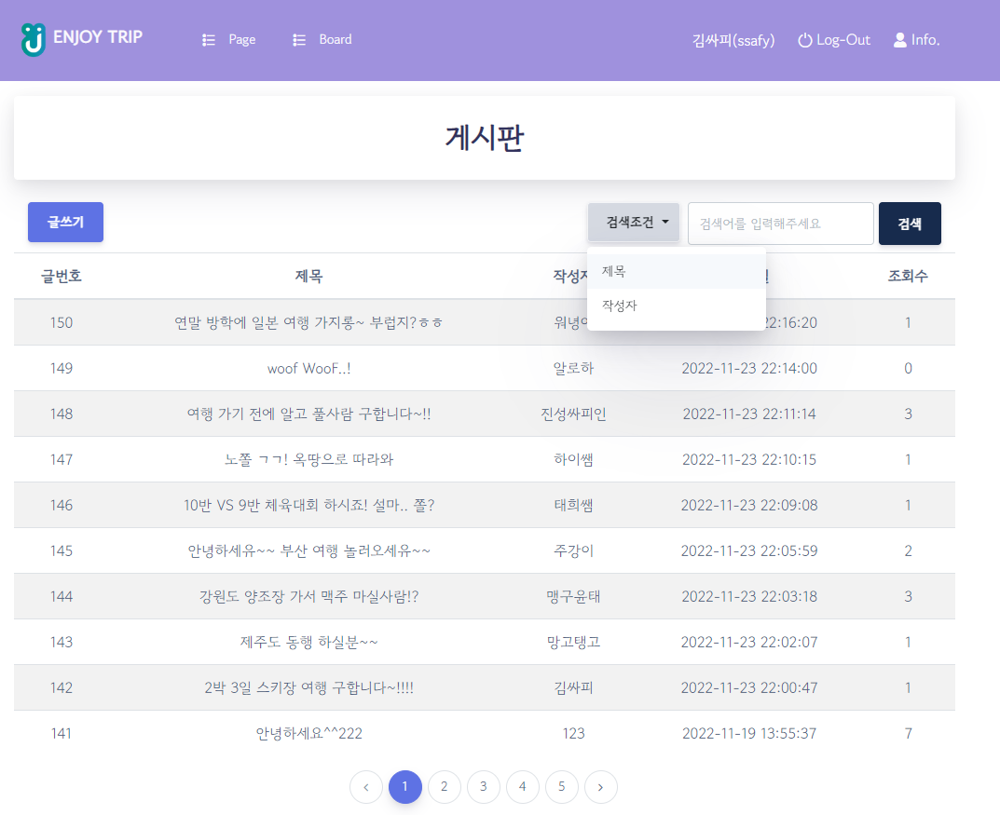 ENJOY TRIP Page Board 김싸피(ssafy) Log-Out Info.
게시판
글쓰기 검색조건 검색어를 입력해주세요 검색
제목
작성자
글번호 제목 조회수
150 연말 방학에 일본 여행 가지롱~ 부럽지?ㅎㅎ 22:16:20 1
149 woof WooF..! 알로하 2022-11-23 22:14:00 0
148 여행 가기 전에 알고 풀사람 구합니다~!! 진성싸피인 2022-11-23 22:11:14 3
147 노쫄 ㄱㄱ! 옥땅으로 따라와 하이쌤 2022-11-23 22:10:15 1
146 10반 VS 9반 체육대회 하시죠! 설마.. 쫄? 태희쌤 2022-11-23 22:09:08 1
145 안녕하세유~~ 부산 여행 놀러오세유~~ 주강이 2022-11-23 22:05:59 2
144 강원도 양조장 가서 맥주 마실사람!? 맹구윤태 2022-11-23 22:03:18 3
143 제주도 동행 하실분~~ 망고탱고 2022-11-23 22:02:07 1
142 2박 3일 스키장 여행 구합니다~!!!! 김싸피 2022-11-23 22:00:47 1
141 안녕하세요^^222 123 2022-11-19 13:55:37 7
‹ 1 2 3 4 5 ›